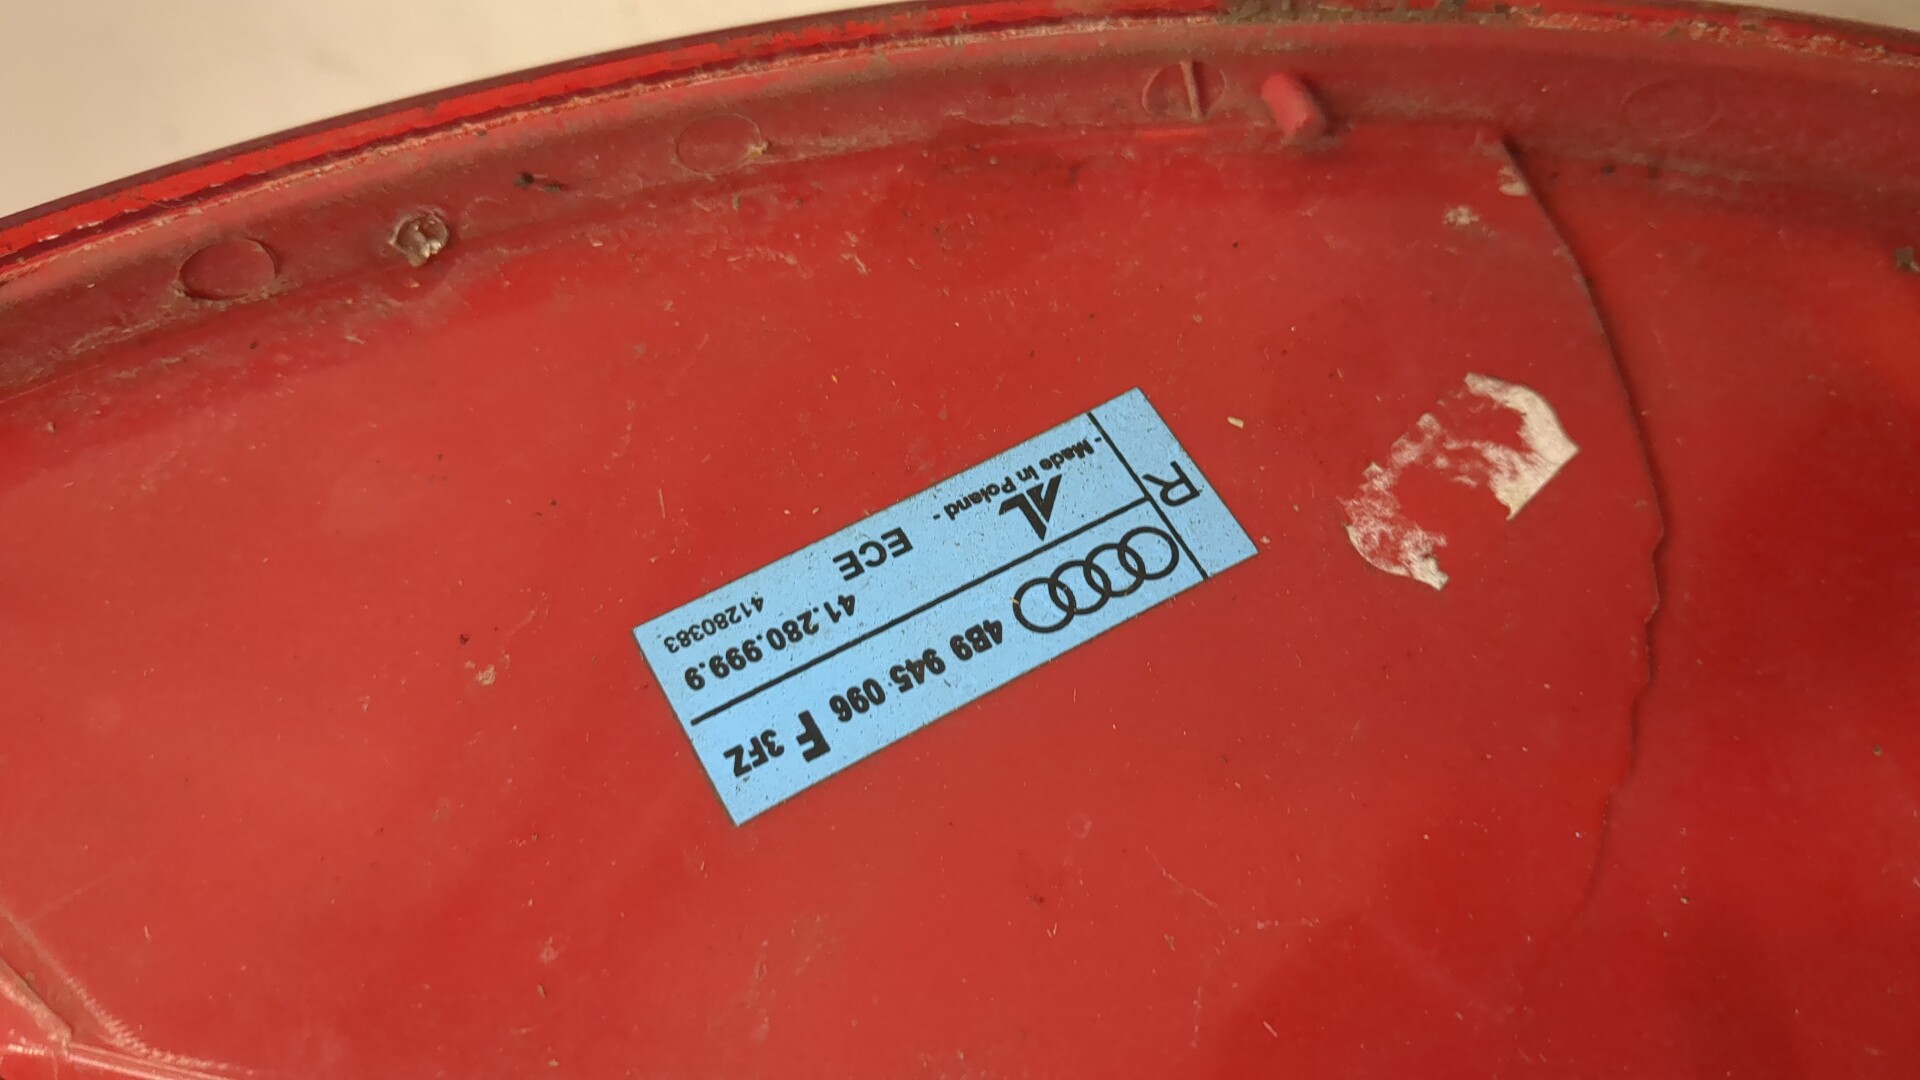 R
4B9 945 096 F 3FZ
41.280.999.9
AL
ECE
41280383
- Made in Poland -